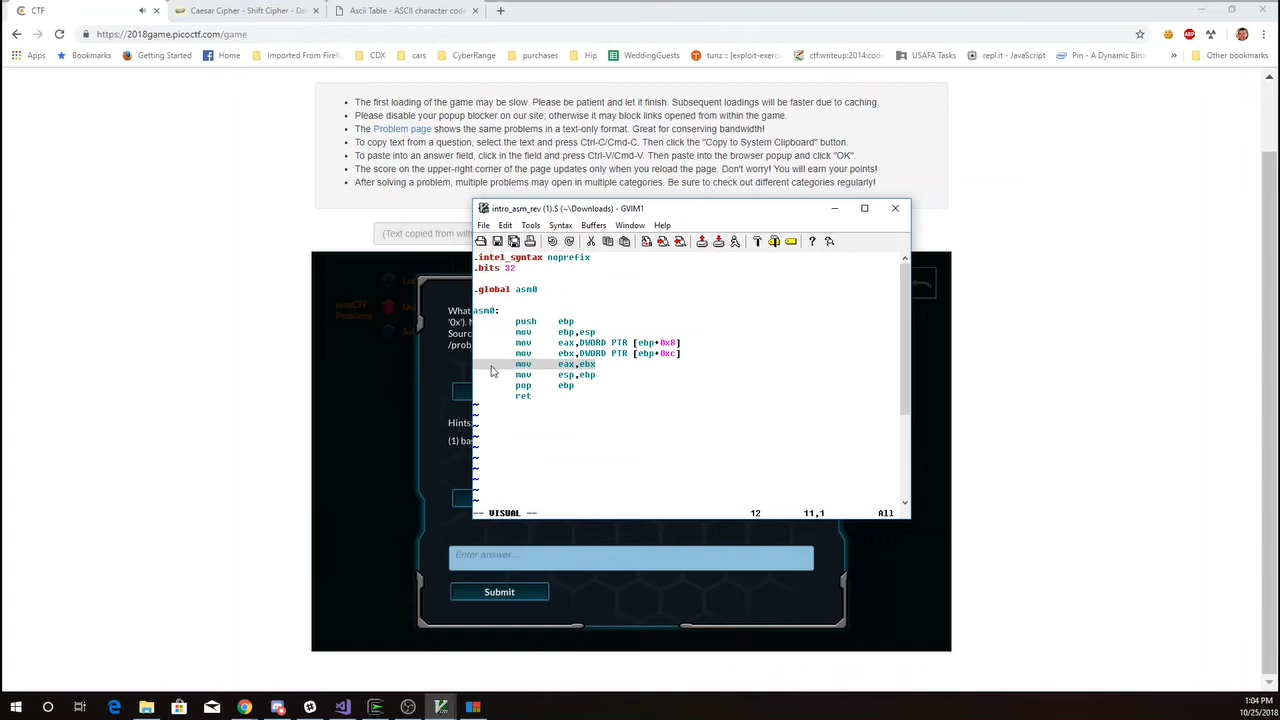 CTF
Caesar Cipher - Shift Cipher - De
Ascii Table - ASCII character cod
https://2018game.picoctf.com/game
Apps
Bookmarks
Getting Started
Home
Imported From Firef
CDX
CyberRange
cars
purchases
Hip
WeddingGuests
tunz :: [exploit-exerc
ctf:writeup:2014:cod
USAFA Tasks
repl.it - JavaScript
Pin - A Dynamic Bina
»
Other bookmarks
The first loading of the game may be slow. Please be patient and let it finish. Subsequent loadings will be faster due to caching.
Please disable your popup blocker on our site; otherwise it may block links opened from within the game.
The Problem page shows the same problems in a text-only format. Great for conserving bandwidth!
To copy text from a question, select the text and press Ctrl-C/Cmd-C. Then click the "Copy to System Clipboard" button.
To paste into an answer field, click in the field and press Ctrl-V/Cmd-V. Then paste into the browser popup and click "OK".
The score on the upper-right corner of the page updates only when you reload the page. Don't worry! You will earn your points!
After solving a problem, multiple problems may open in multiple categories. Be sure to check out different categories regularly!
(Text copied from with
intro_asm_rev (1).S (~\Downloads) - GVIM1
File Edit Tools Syntax Buffers Window Help
.intel_syntax noprefix
.bits 32
.global asm0
asm0:
push ebp
mov ebp,esp
mov eax,DWORD PTR [ebp+0x8]
mov ebx,DWORD PTR [ebp+0xc]
mov eax,ebx
mov esp,ebp
pop ebp
ret
~
~
~
~
~
~
~
~
~
~
-- VISUAL -- 12 11,1 All
picoCTF
Problems
What
'0x'). N
Sourc
/prob
Hints:
(1) ba
Enter answer...
Submit
1:04 PM
10/25/2018